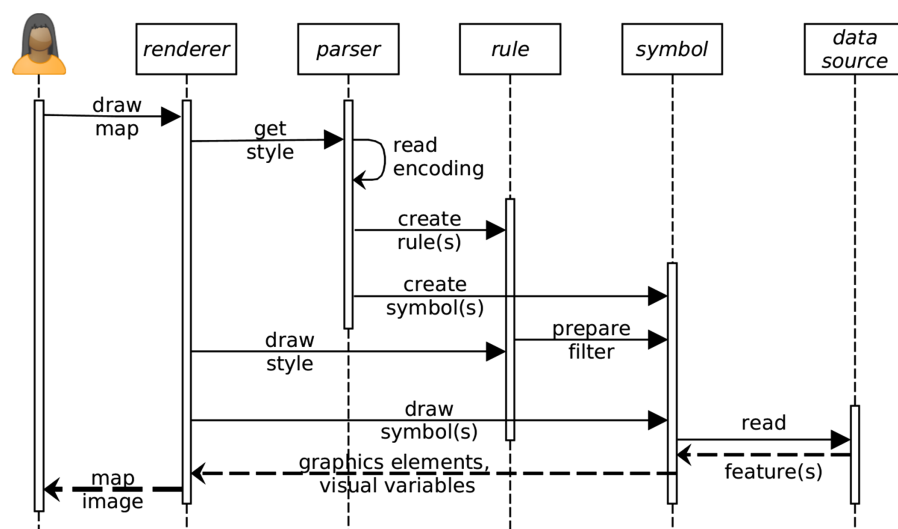 renderer
parser
rule
symbol
data
source
draw
map
get
style
read
encoding
create
rule(s)
create
symbol(s)
prepare
filter
draw
style
draw
symbol(s)
read
feature(s)
graphics elements,
visual variables
map
image